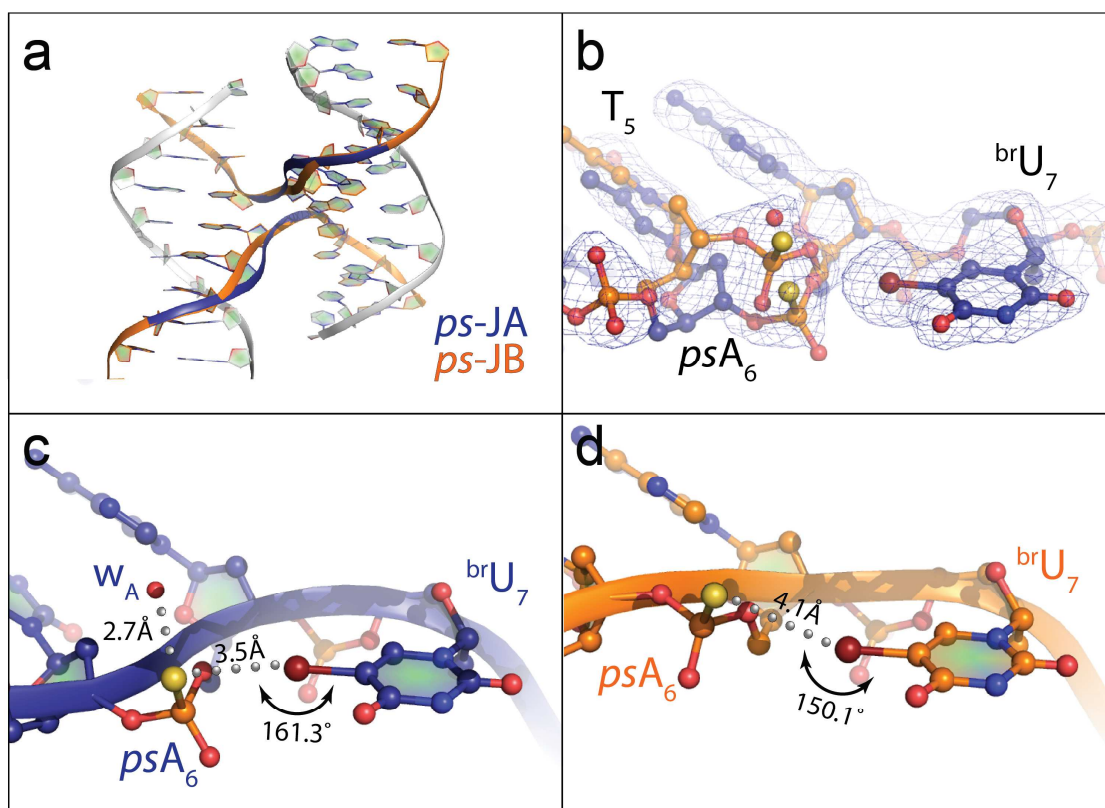 a
ps-JA
ps-JB
b
T₅
ᵇʳU₇
psA₆
c
wA
2.7Å
3.5Å
161.3°
psA₆
ᵇʳU₇
d
4.1Å
150.1°
psA₆
ᵇʳU₇